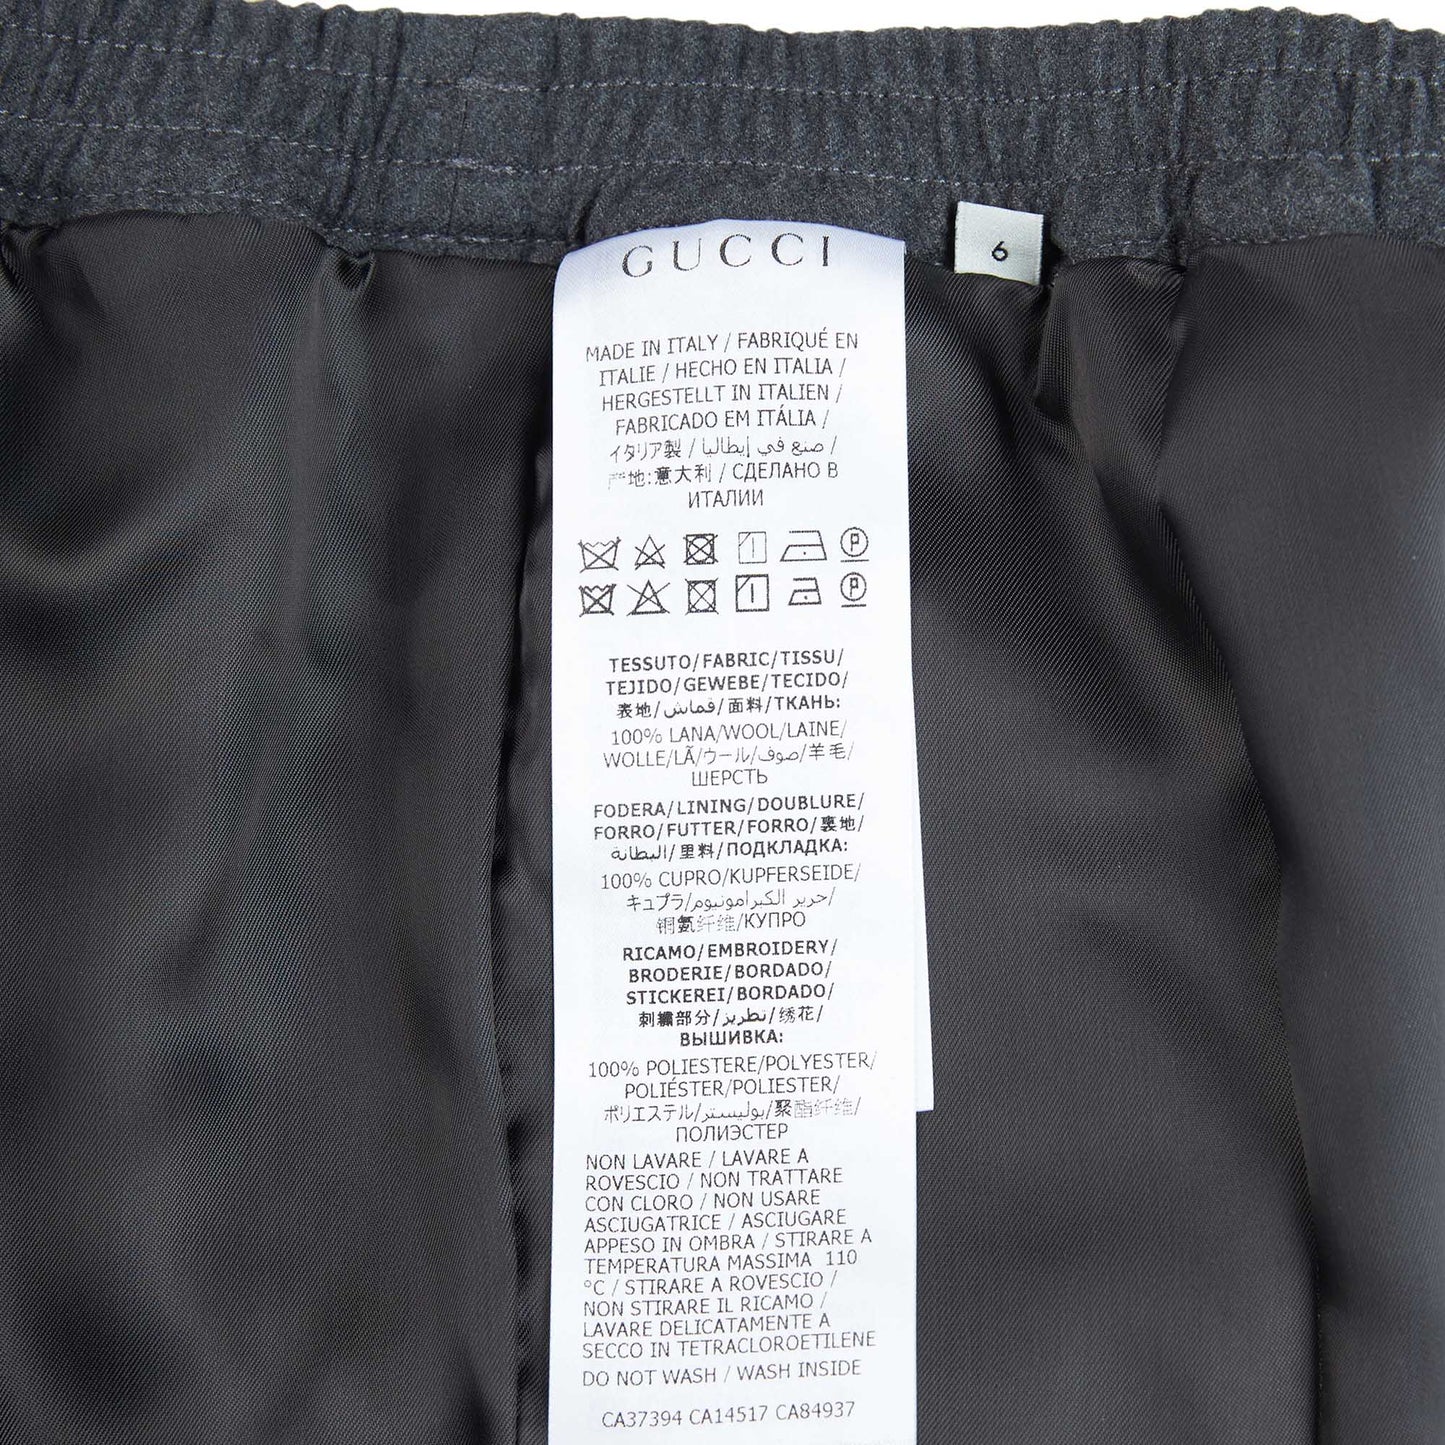 GUCCI
6
MADE IN ITALY / FABRIQUÉ EN
ITALIE / HECHO EN ITALIA /
HERGESTELLT IN ITALIEN /
FABRICADO EM ITÁLIA /
イタリア製 / صنع في إيطاليا /
产地:意大利 / СДЕЛАНО В
ИТАЛИИ
TESSUTO/FABRIC/TISSU/
TEJIDO/GEWEBE/TECIDO/
表地/قماش/面料/ТКАНЬ:
100% LANA/WOOL/LAINE/
WOLLE/LÃ/ウール/صوف/羊毛/
ШЕРСТЬ
FODERA/LINING/DOUBLURE/
FORRO/FUTTER/FORRO/裏地/
البطانة/里料/ПОДКЛАДКА:
100% CUPRO/KUPFERSEIDE/
キュプラ/حرير الكبرامونيوم/
铜氨纤维/КУПРО
RICAMO/EMBROIDERY/
BRODERIE/BORDADO/
STICKEREI/BORDADO/
刺繍部分/تطريز/绣花/
ВЫШИВКА:
100% POLIESTERE/POLYESTER/
POLIÉSTER/POLIESTER/
ポリエステル/بوليستر/聚酯纤维/
ПОЛИЭСТЕР
NON LAVARE / LAVARE A
ROVESCIO / NON TRATTARE
CON CLORO / NON USARE
ASCIUGATRICE / ASCIUGARE
APPESO IN OMBRA / STIRARE A
TEMPERATURA MASSIMA 110
°C / STIRARE A ROVESCIO /
NON STIRARE IL RICAMO /
LAVARE DELICATAMENTE A
SECCO IN TETRACLOROETILENE
DO NOT WASH / WASH INSIDE
CA37394 CA14517 CA84937